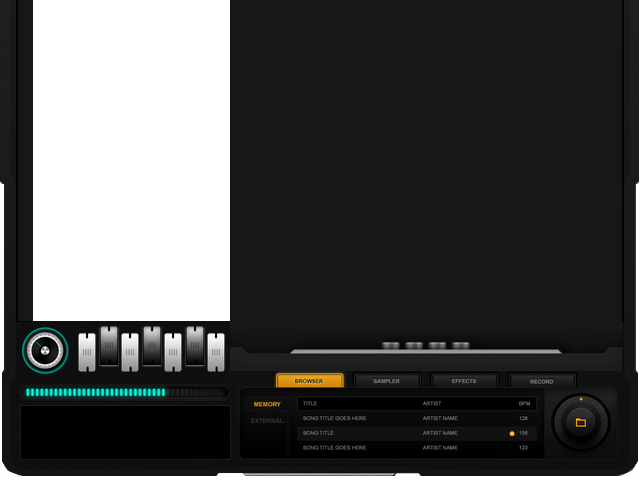 BROWSER SAMPLER EFFECTS RECORD
MEMORY
EXTERNAL
TITLE ARTIST BPM
SONG TITLE GOES HERE ARTIST NAME 128
SONG TITLE ARTIST NAME 156
SONG TITLE GOES HERE ARTIST NAME 123